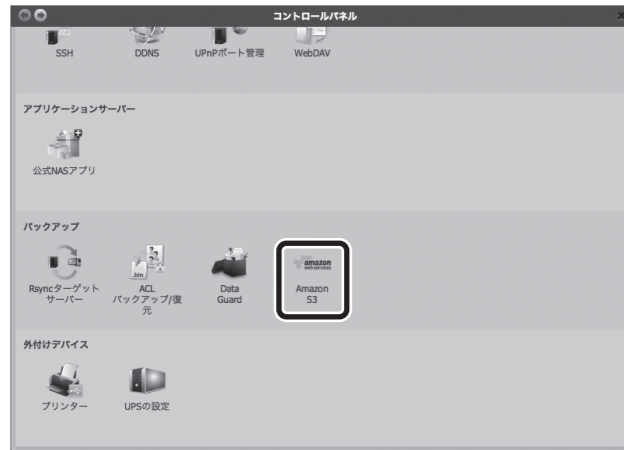 コントロールパネル
SSH
DDNS
UPnPポート管理
WebDAV
アプリケーションサーバー
公式NASアプリ
バックアップ
Rsyncターゲット
サーバー
.bin
ACL
バックアップ/復
元
Data
Guard
amazon
web services
Amazon
S3
外付けデバイス
プリンター
UPSの設定